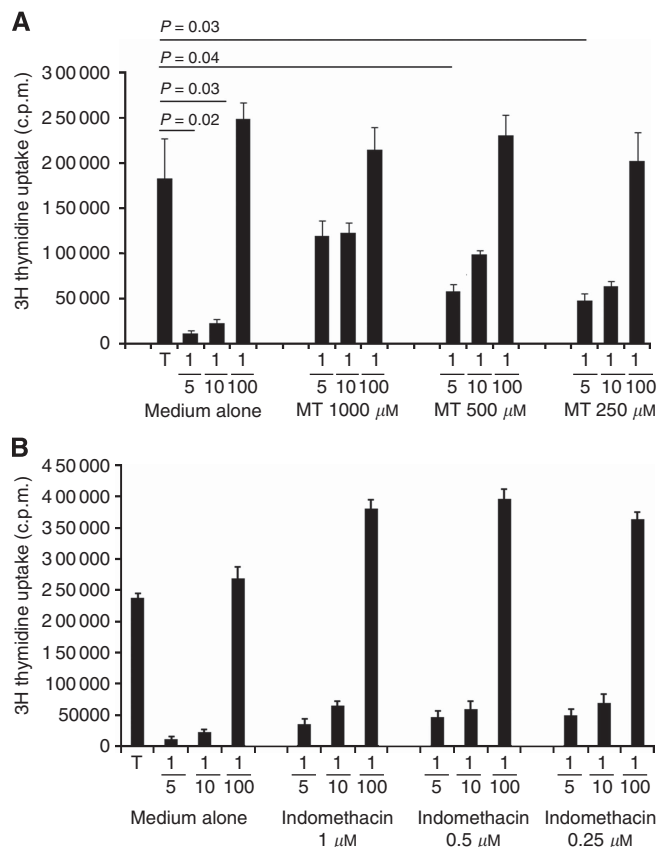 A
P = 0.03
P = 0.04
P = 0.03
P = 0.02
3H thymidine uptake (c.p.m.)
300 000
250 000
200 000
150 000
100 000
50 000
0
T 1 1 1 1 1 1 1 1 1 1 1 1
5 10 100 5 10 100 5 10 100 5 10 100
Medium alone MT 1000 μM MT 500 μM MT 250 μM
B
3H thymidine uptake (c.p.m.)
450 000
400 000
350 000
300 000
250 000
200 000
150 000
100 000
50000
0
T 1 1 1 1 1 1 1 1 1 1 1 1
5 10 100 5 10 100 5 10 100 5 10 100
Medium alone Indomethacin Indomethacin Indomethacin
1 μM 0.5 μM 0.25 μM